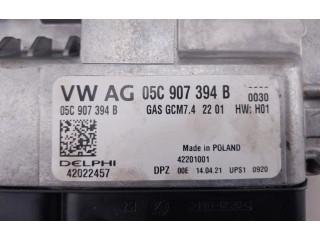 VW AG 05C 907 394 B
05C 907 394 B GAS GCM7.4 22 01 0030 HW: H01
Made in POLAND
42201001
DELPHI
42022457 DPZ 00E 14.04.21 UPS1 0920